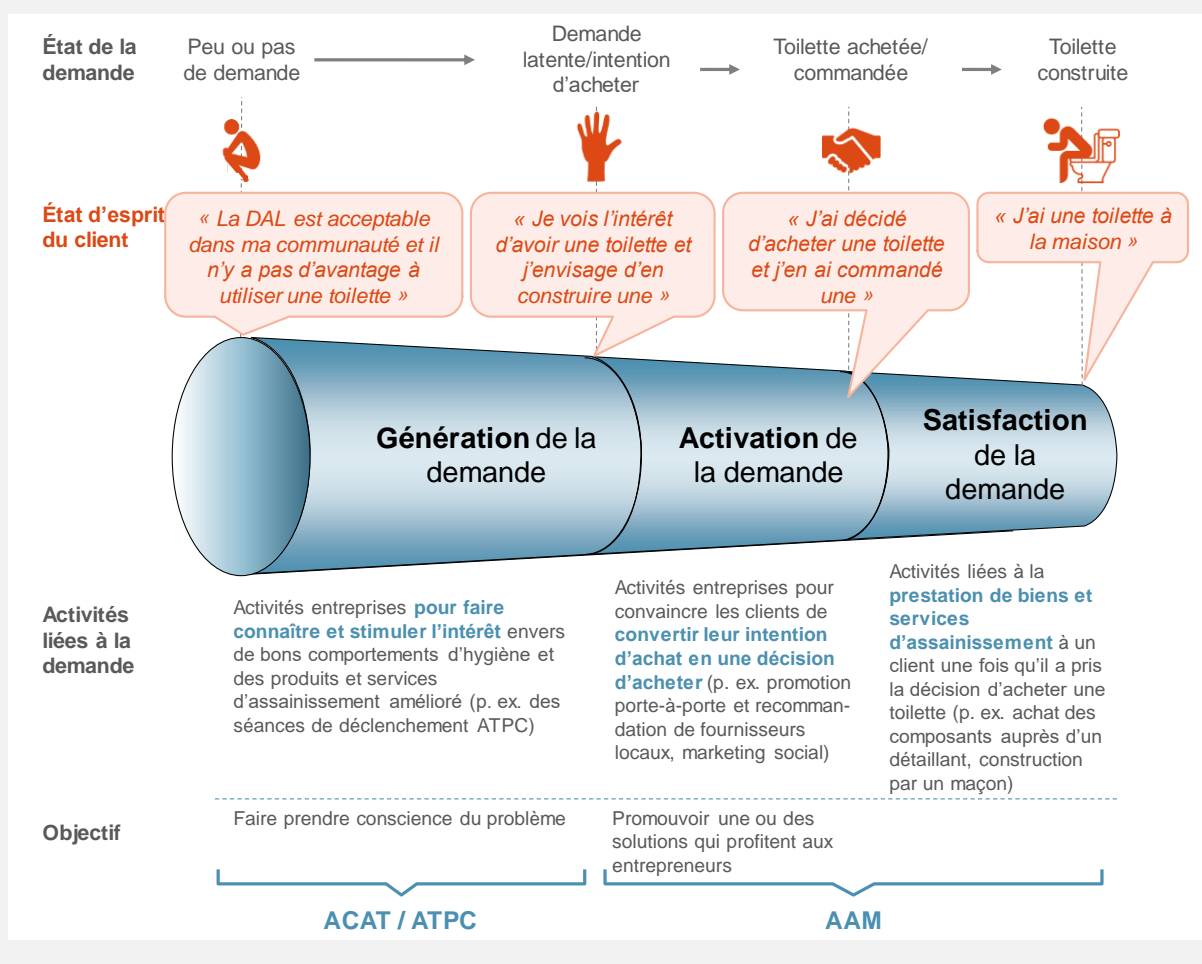 État de la
demande
Peu ou pas
de demande
Demande
latente/intention
d’acheter
Toilette achetée/
commandée
Toilette
construite
État d’esprit
du client
« La DAL est acceptable
dans ma communauté et il
n’y a pas d’avantage à
utiliser une toilette »
« Je vois l’intérêt
d’avoir une toilette et
j’envisage d’en
construire une »
« J’ai décidé
d’acheter une toilette
et j’en ai commandé
une »
« J’ai une toilette à
la maison »
Génération de la
demande
Activation de
la demande
Satisfaction
de la
demande
Activités
liées à la
demande
Activités entreprises pour faire
connaître et stimuler l’intérêt envers
de bons comportements d’hygiène et
des produits et services
d’assainissement amélioré (p. ex. des
séances de déclenchement ATPC)
Activités entreprises pour
convaincre les clients de
convertir leur intention
d’achat en une décision
d’acheter (p. ex. promotion
porte-à-porte et recomman-
dation de fournisseurs
locaux, marketing social)
Activités liées à la
prestation de biens et
services
d’assainissement à un
client une fois qu’il a pris
la décision d’acheter une
toilette (p. ex. achat des
composants auprès d’un
détaillant, construction
par un maçon)
Objectif
Faire prendre conscience du problème
Promouvoir une ou des
solutions qui profitent aux
entrepreneurs
ACAT / ATPC
AAM